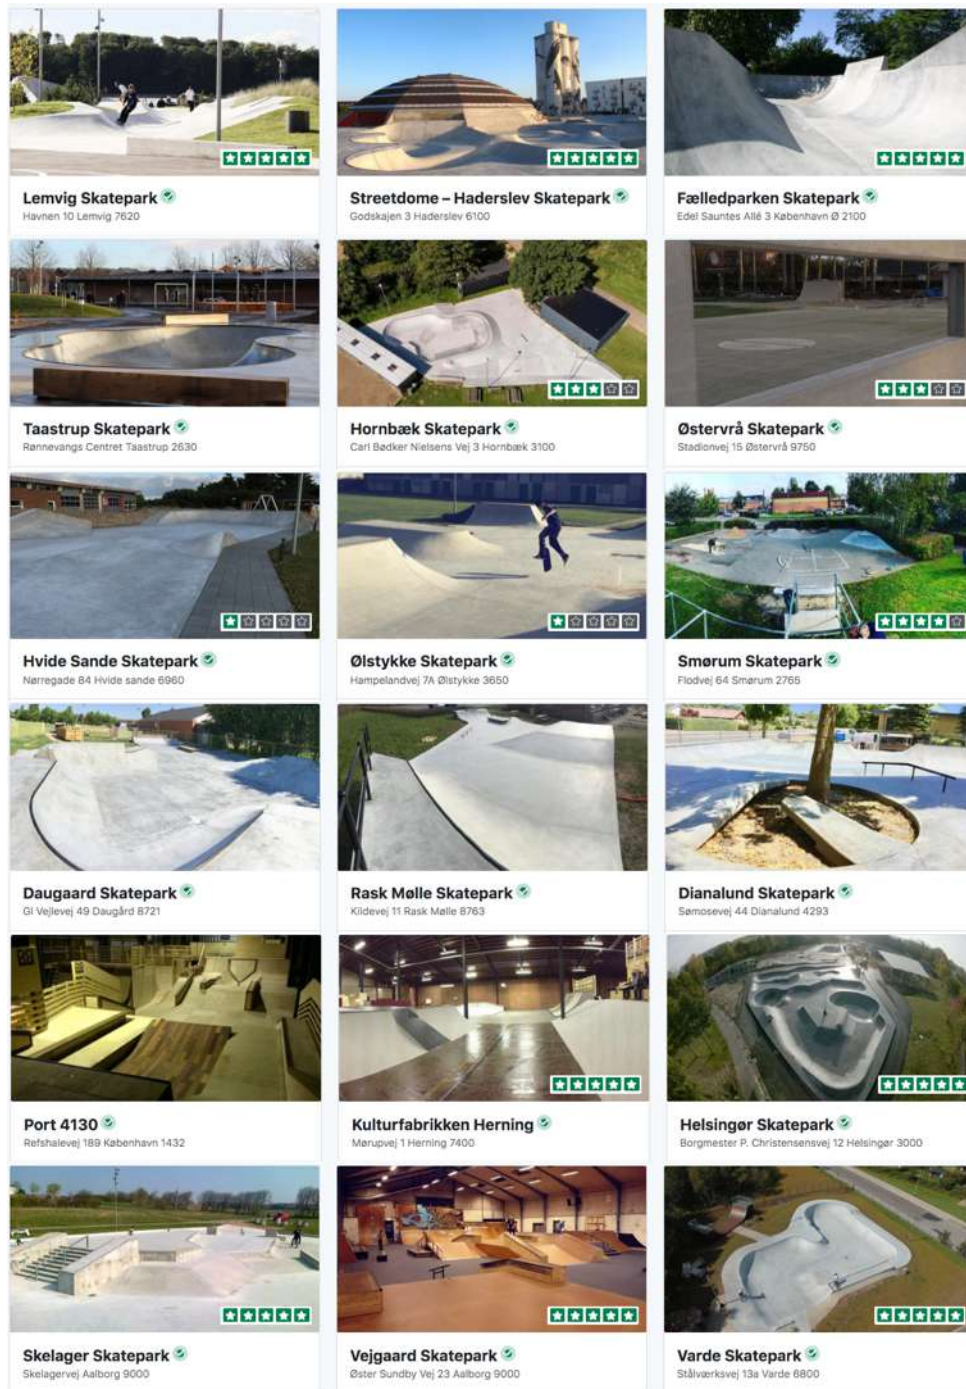 Lemvig Skatepark
Havnen 10 Lemvig 7620
Streetdome – Haderslev Skatepark
Godskajen 3 Haderslev 6100
Fælledparken Skatepark
Edel Sauntes Allé 3 København Ø 2100
Taastrup Skatepark
Rønnevangs Centret Taastrup 2630
Hornbæk Skatepark
Carl Bødker Nielsens Vej 3 Hornbæk 3100
Østervrå Skatepark
Stadionvej 15 Østervrå 9750
Hvide Sande Skatepark
Nørregade 84 Hvide sande 6960
Ølstykke Skatepark
Hampelandvej 7A Ølstykke 3650
Smørum Skatepark
Flodvej 64 Smørum 2765
Daugaard Skatepark
Gl Vejlevej 49 Daugård 8721
Rask Mølle Skatepark
Kildevej 11 Rask Mølle 8763
Dianalund Skatepark
Sømosevej 44 Dianalund 4293
Port 4130
Refshalevej 189 København 1432
Kulturfabrikken Herning
Mørupvej 1 Herning 7400
Helsingør Skatepark
Borgmester P. Christensensvej 12 Helsingør 3000
Skelager Skatepark
Skelagervej Aalborg 9000
Vejgaard Skatepark
Øster Sundby Vej 23 Aalborg 9000
Varde Skatepark
Stålværksvej 13a Varde 6800